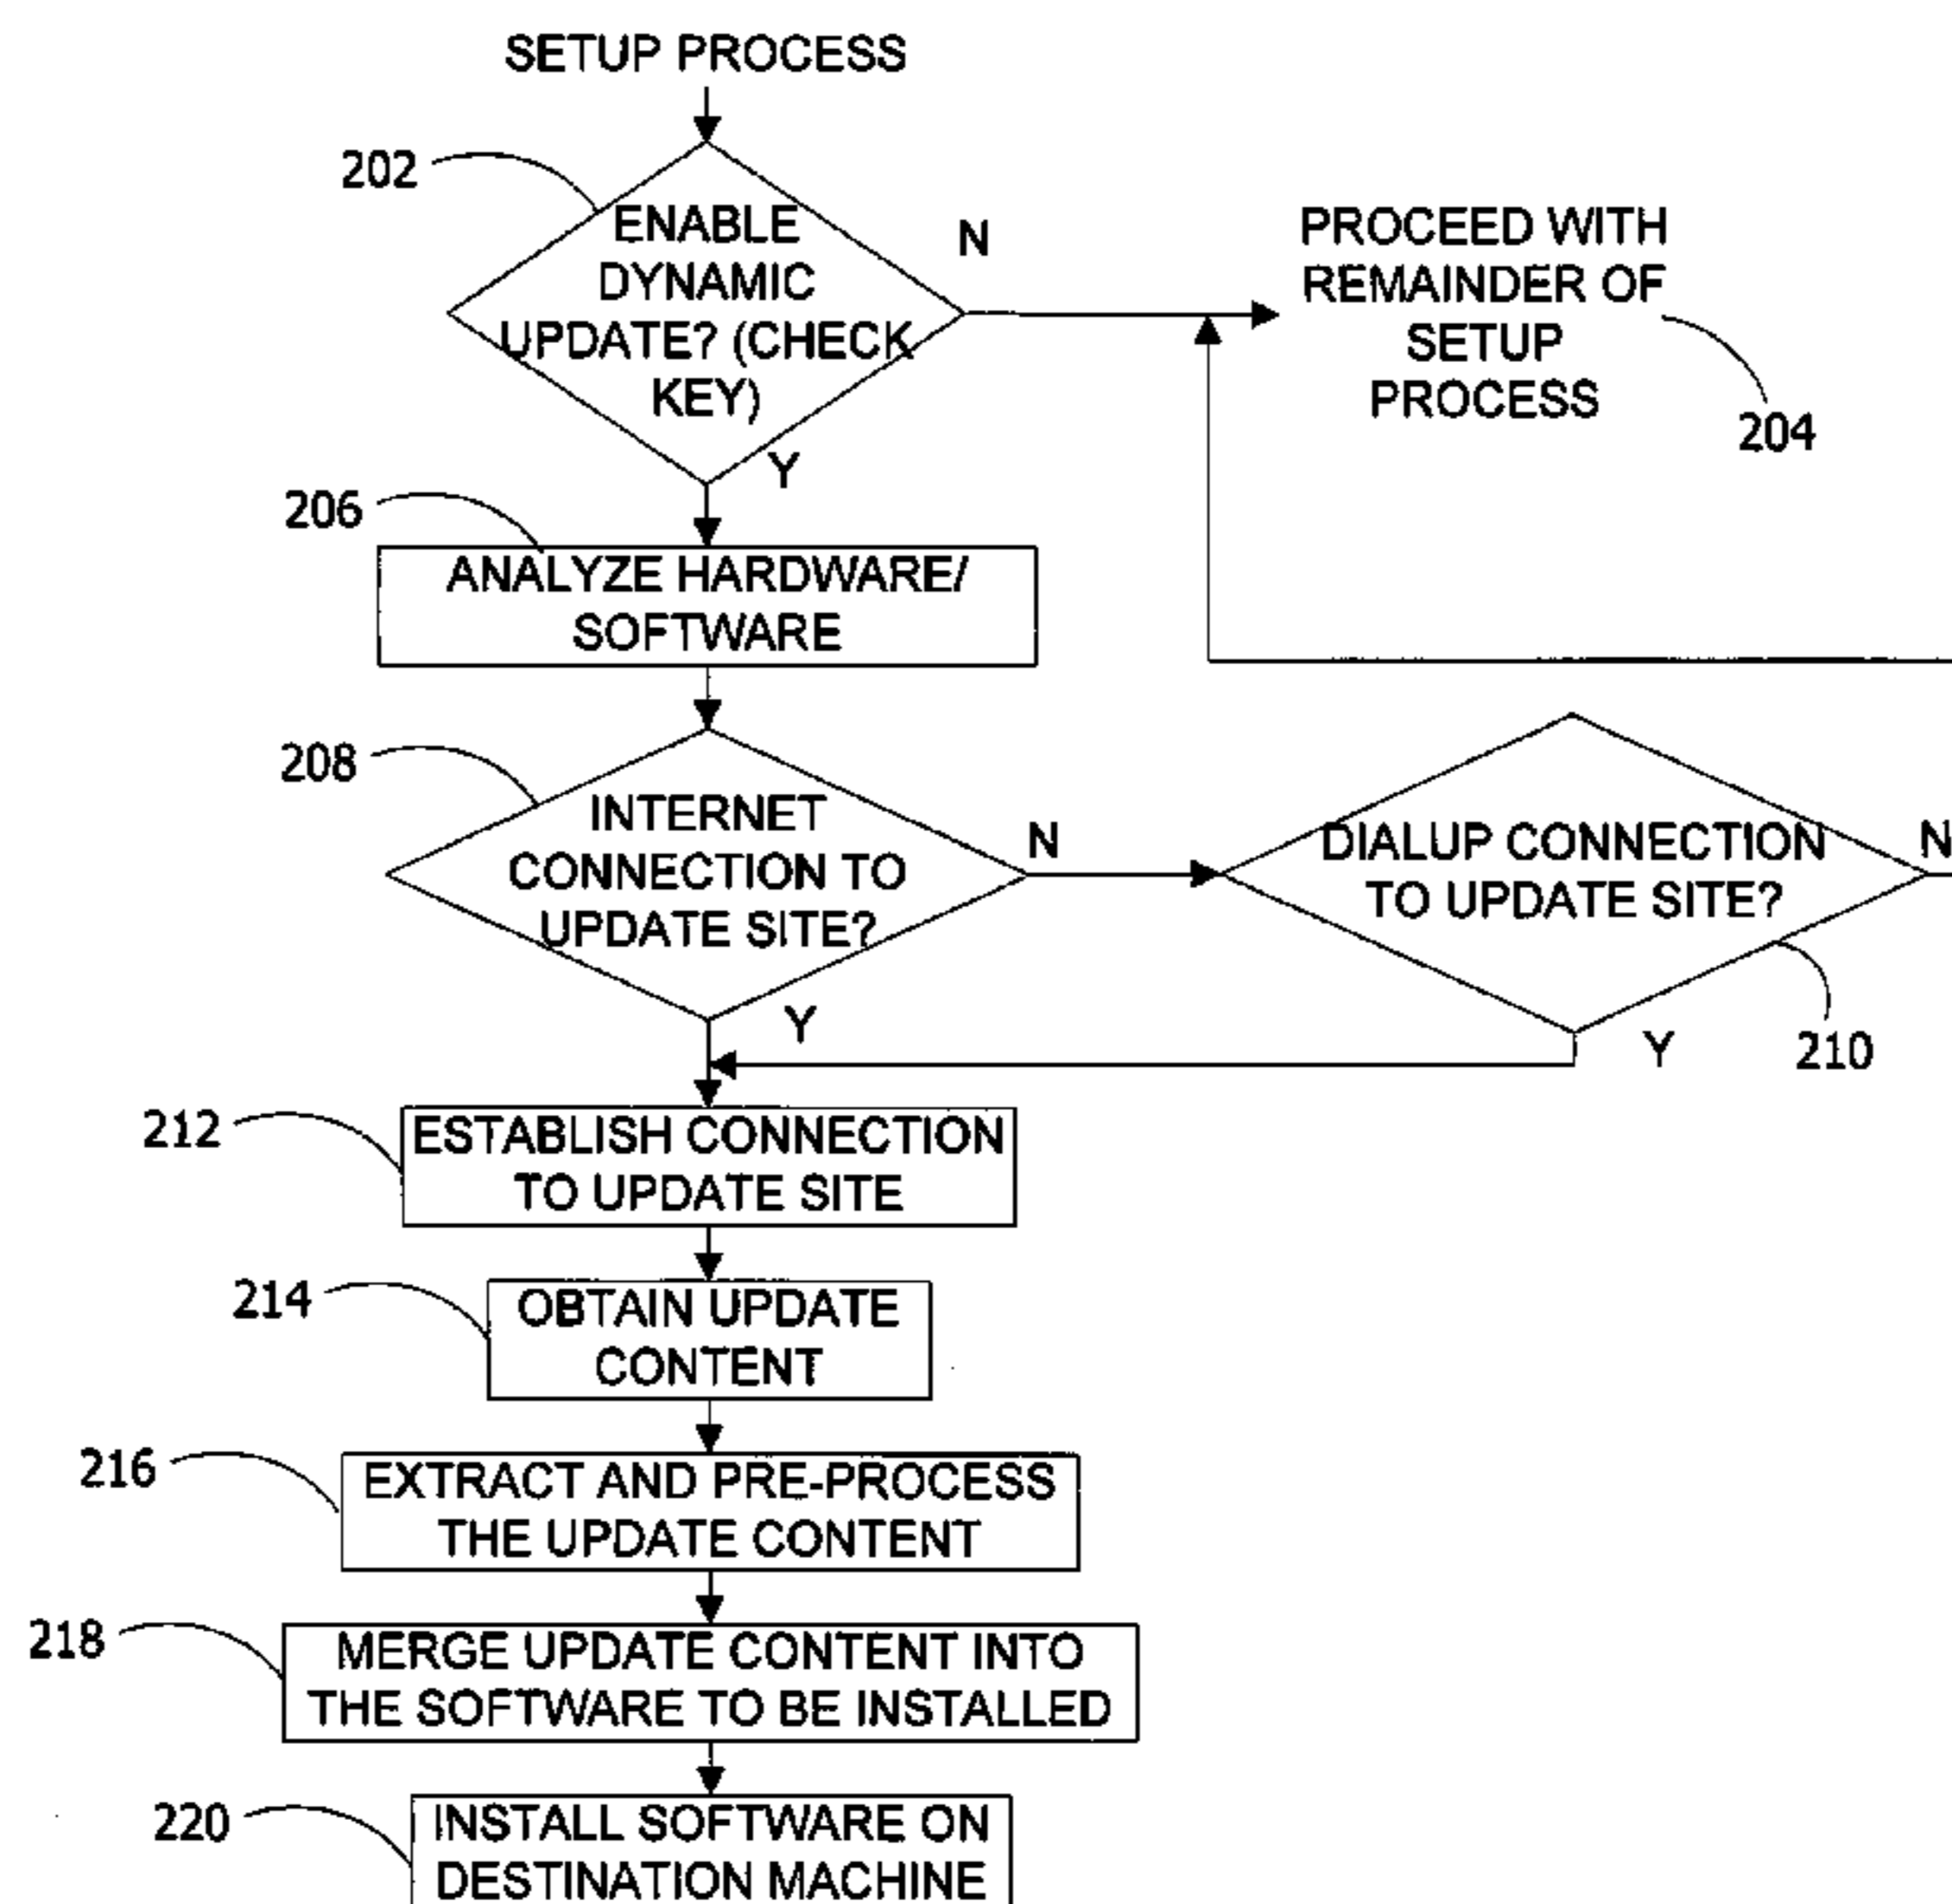 SETUP PROCESS
202
ENABLE
DYNAMIC
UPDATE? (CHECK
KEY)
N
Y
PROCEED WITH
REMAINDER OF
SETUP
PROCESS
204
206
ANALYZE HARDWARE/
SOFTWARE
208
INTERNET
CONNECTION TO
UPDATE SITE?
N
Y
DIALUP CONNECTION
TO UPDATE SITE?
N
Y
210
212
ESTABLISH CONNECTION
TO UPDATE SITE
214
OBTAIN UPDATE
CONTENT
216
EXTRACT AND PRE-PROCESS
THE UPDATE CONTENT
218
MERGE UPDATE CONTENT INTO
THE SOFTWARE TO BE INSTALLED
220
INSTALL SOFTWARE ON
DESTINATION MACHINE